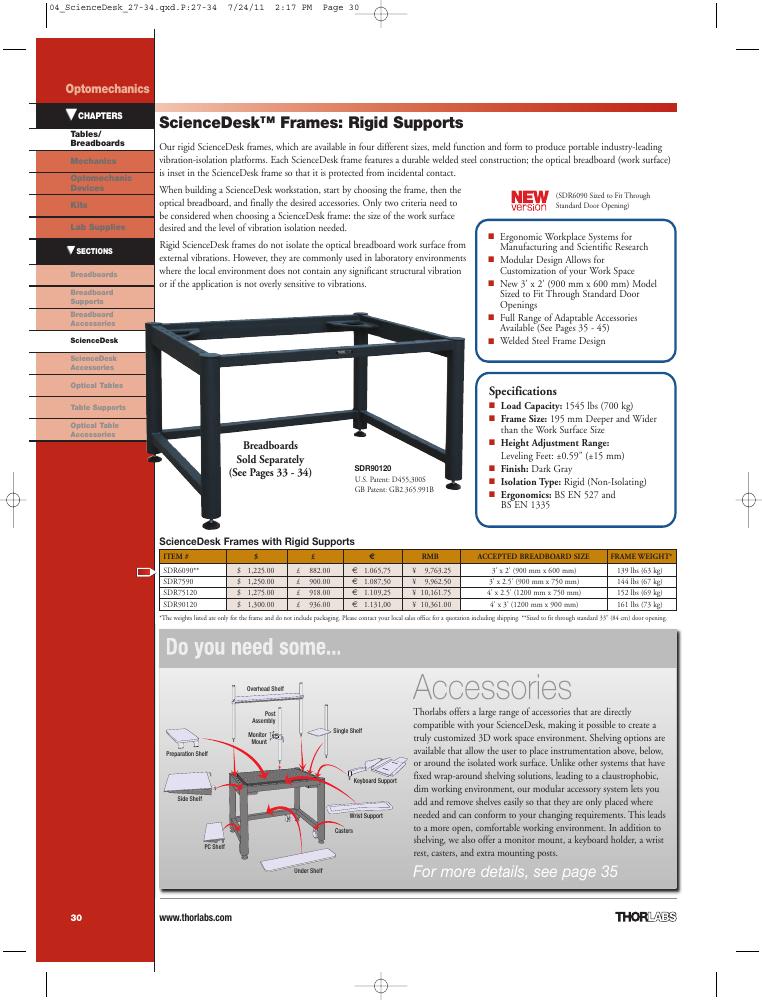 04_ScienceDesk_27-34.qxd.P:27-34 7/24/11 2:17 PM Page 30
Optomechanics
CHAPTERS
Tables/
Breadboards
Mechanics
Optomechanic
Devices
Kits
Lab Supplies
SECTIONS
Breadboards
Breadboard
Supports
Breadboard
Accessories
ScienceDesk
ScienceDesk
Accessories
Optical Tables
Table Supports
Optical Table
Accessories
ScienceDesk™ Frames: Rigid Supports
Our rigid ScienceDesk frames, which are available in four different sizes, meld function and form to produce portable industry-leading
vibration-isolation platforms. Each ScienceDesk frame features a durable welded steel construction; the optical breadboard (work surface)
is inset in the ScienceDesk frame so that it is protected from incidental contact.
When building a ScienceDesk workstation, start by choosing the frame, then the
optical breadboard, and finally the desired accessories. Only two criteria need to
be considered when choosing a ScienceDesk frame: the size of the work surface
desired and the level of vibration isolation needed.
Rigid ScienceDesk frames do not isolate the optical breadboard work surface from
external vibrations. However, they are commonly used in laboratory environments
where the local environment does not contain any significant structural vibration
or if the application is not overly sensitive to vibrations.
NEW
version
(SDR6090 Sized to Fit Through
Standard Door Opening)
■ Ergonomic Workplace Systems for
Manufacturing and Scientific Research
■ Modular Design Allows for
Customization of your Work Space
■ New 3' x 2' (900 mm x 600 mm) Model
Sized to Fit Through Standard Door
Openings
■ Full Range of Adaptable Accessories
Available (See Pages 35 - 45)
■ Welded Steel Frame Design
Specifications
■ Load Capacity: 1545 lbs (700 kg)
■ Frame Size: 195 mm Deeper and Wider
than the Work Surface Size
■ Height Adjustment Range:
Leveling Feet: ±0.59" (±15 mm)
■ Finish: Dark Gray
■ Isolation Type: Rigid (Non-Isolating)
■ Ergonomics: BS EN 527 and
BS EN 1335
Breadboards
Sold Separately
(See Pages 33 - 34)
SDR90120
U.S. Patent: D455,300S
GB Patent: GB2.365.991B
ScienceDesk Frames with Rigid Supports
ITEM # $ £ € RMB ACCEPTED BREADBOARD SIZE FRAME WEIGHT*
SDR6090** $ 1,225.00 £ 882.00 € 1.065,75 ¥ 9,763.25 3' x 2' (900 mm x 600 mm) 139 lbs (63 kg)
SDR7590 $ 1,250.00 £ 900.00 € 1.087,50 ¥ 9,962.50 3' x 2.5' (900 mm x 750 mm) 144 lbs (67 kg)
SDR75120 $ 1,275.00 £ 918.00 € 1.109,25 ¥ 10,161.75 4' x 2.5' (1200 mm x 750 mm) 152 lbs (69 kg)
SDR90120 $ 1,300.00 £ 936.00 € 1.131,00 ¥ 10,361.00 4' x 3' (1200 mm x 900 mm) 161 lbs (73 kg)
*The weights listed are only for the frame and do not include packaging. Please contact your local sales office for a quotation including shipping. **Sized to fit through standard 33" (84 cm) door opening.
Do you need some...
Overhead Shelf
Post
Assembly
Monitor
Mount
Single Shelf
Preparation Shelf
Keyboard Support
Side Shelf
Wrist Support
Casters
PC Shelf
Under Shelf
Accessories
Thorlabs offers a large range of accessories that are directly
compatible with your ScienceDesk, making it possible to create a
truly customized 3D work space environment. Shelving options are
available that allow the user to place instrumentation above, below,
or around the isolated work surface. Unlike other systems that have
fixed wrap-around shelving solutions, leading to a claustrophobic,
dim working environment, our modular accessory system lets you
add and remove shelves easily so that they are only placed where
needed and can conform to your changing requirements. This leads
to a more open, comfortable working environment. In addition to
shelving, we also offer a monitor mount, a keyboard holder, a wrist
rest, casters, and extra mounting posts.
For more details, see page 35
30
www.thorlabs.com
THORLABS